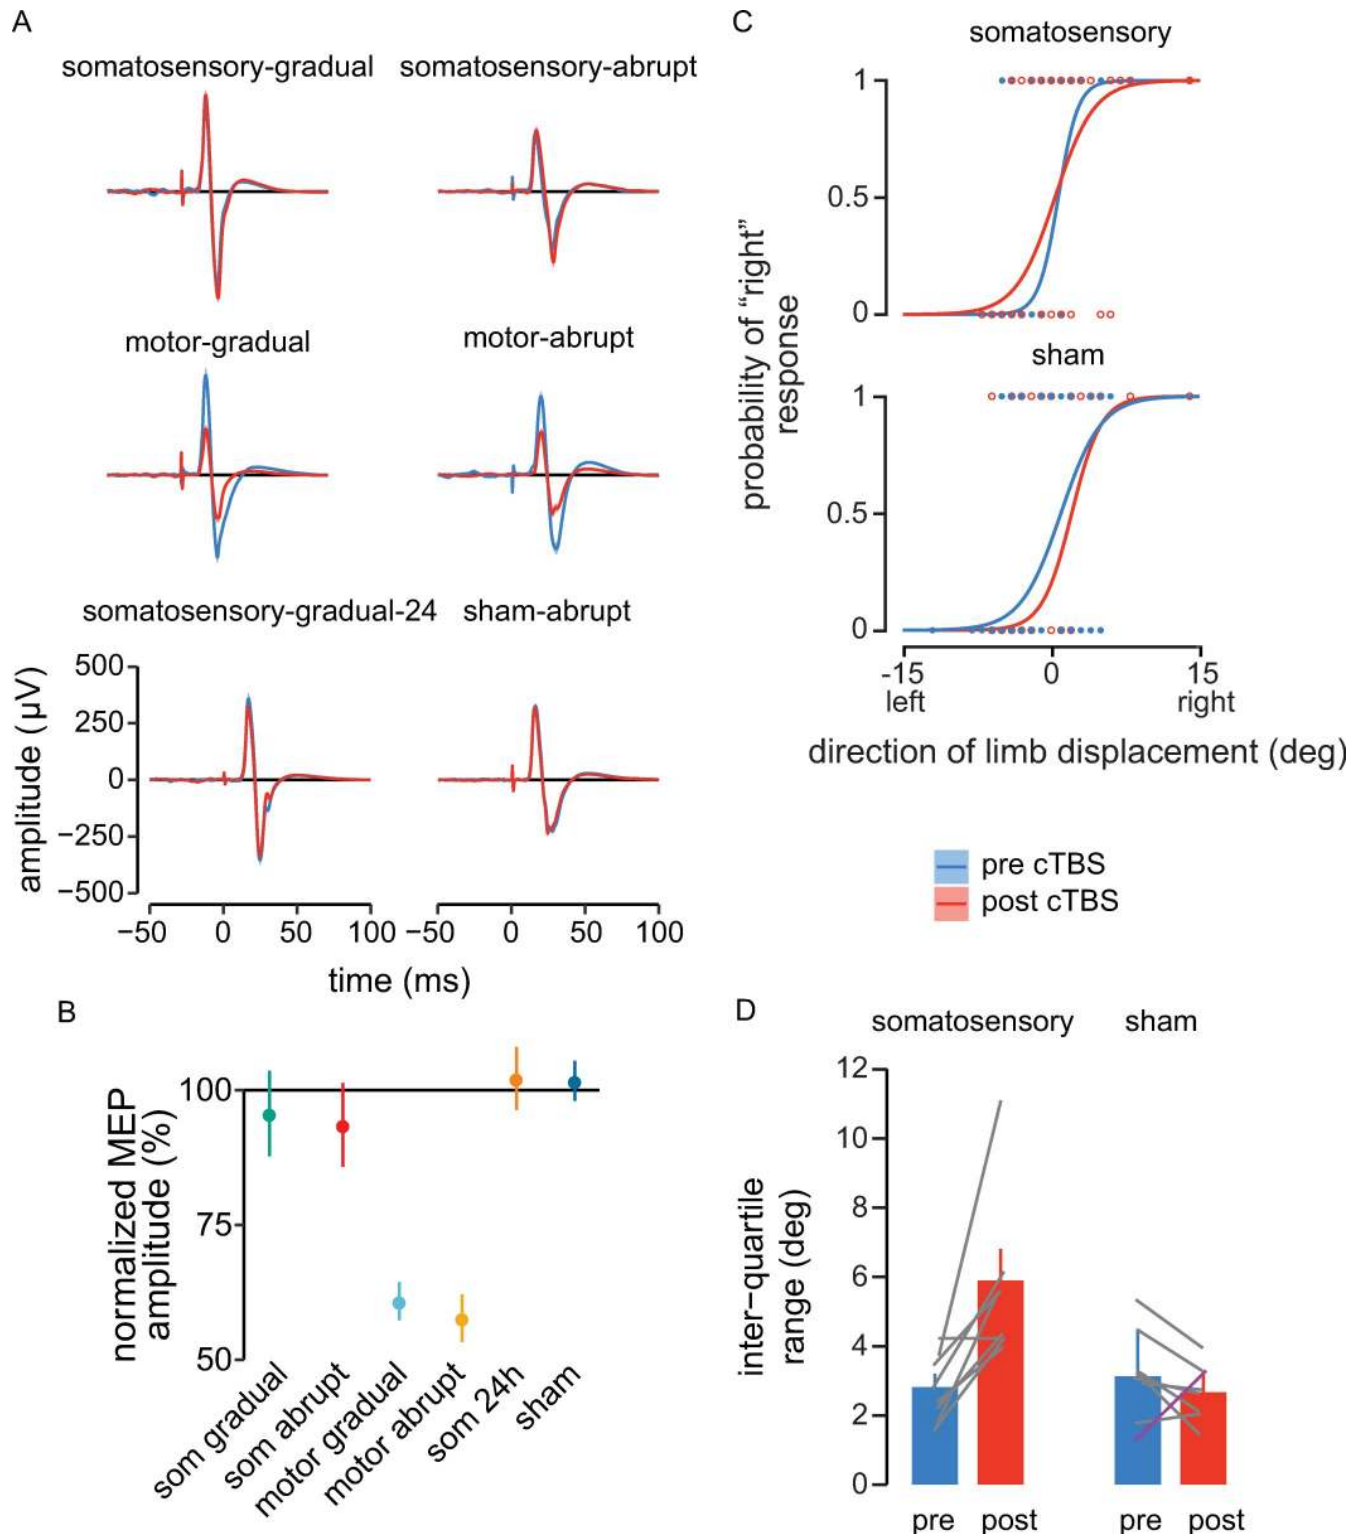 A
somatosensory-gradual
somatosensory-abrupt
motor-gradual
motor-abrupt
somatosensory-gradual-24
sham-abrupt
amplitude (µV)
500
250
0
−250
−500
−50
0
50
100
−50
0
50
100
time (ms)
B
normalized MEP
amplitude (%)
100
75
50
som gradual
som abrupt
motor gradual
motor abrupt
som 24h
sham
C
somatosensory
1
0.5
0
sham
1
0.5
0
probability of “right”
response
-15
0
15
left
right
direction of limb displacement (deg)
pre cTBS
post cTBS
D
somatosensory
sham
inter−quartile
range (deg)
12
10
8
6
4
2
0
pre
post
pre
post